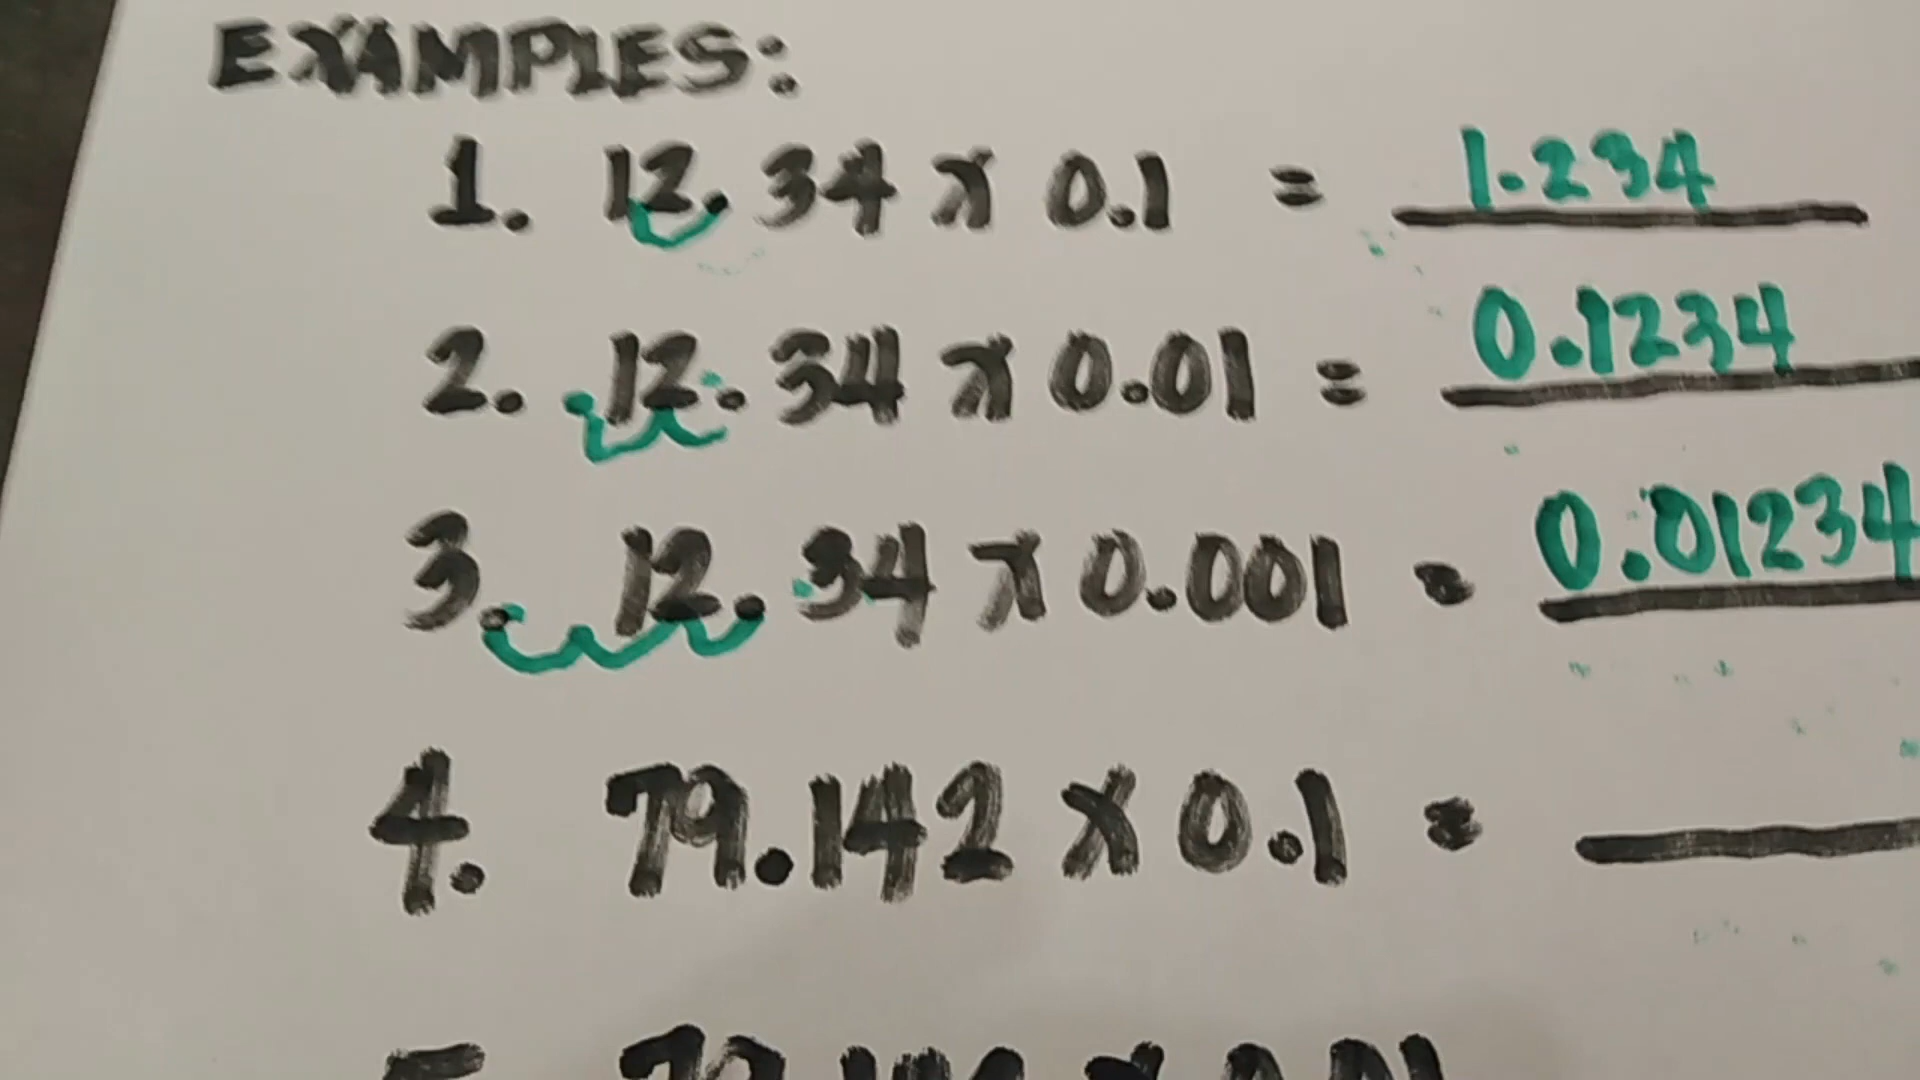 EXAMPLES:
1. 12.34 x 0.1 = 1.234
2. 12.34 x 0.01 = 0.1234
3. 12.34 x 0.001 = 0.01234
4. 79.142 x 0.1 =